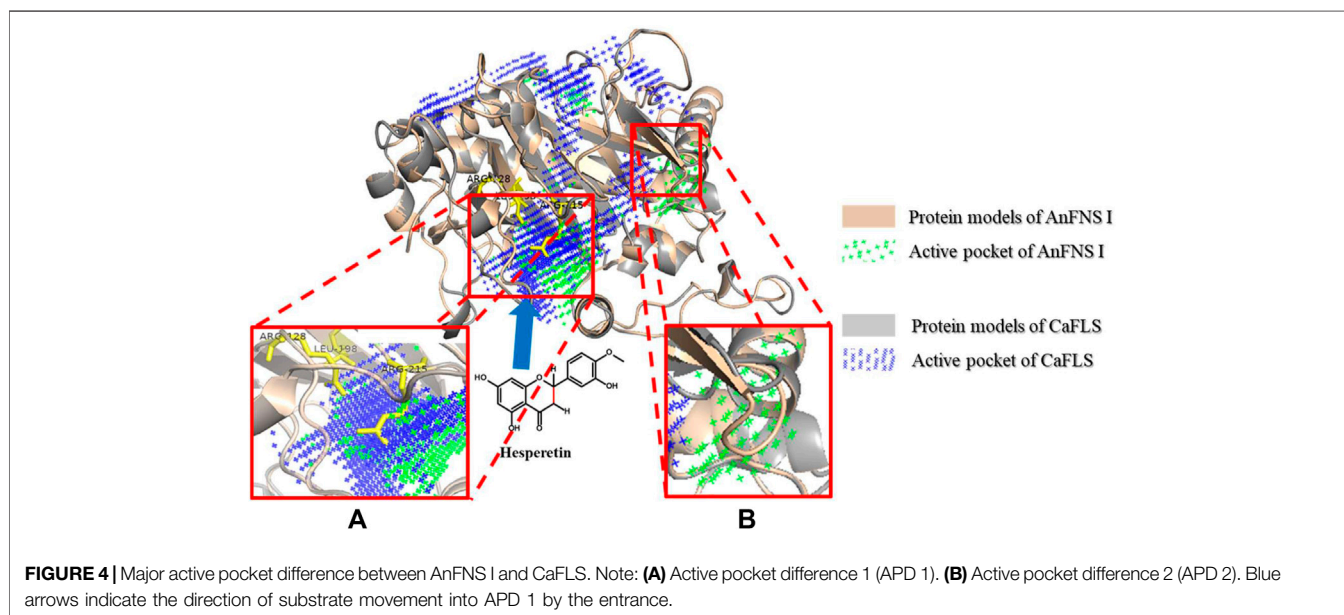 ARG-128
ARG-215
Protein models of AnFNS I
Active pocket of AnFNS I
Protein models of CaFLS
Active pocket of CaFLS
ARG-128
LEU-198
ARG-215
HO
O
H
O
OH
H
OH
O
Hesperetin
A
B
FIGURE 4 | Major active pocket difference between AnFNS I and CaFLS. Note: (A) Active pocket difference 1 (APD 1). (B) Active pocket difference 2 (APD 2). Blue
arrows indicate the direction of substrate movement into APD 1 by the entrance.